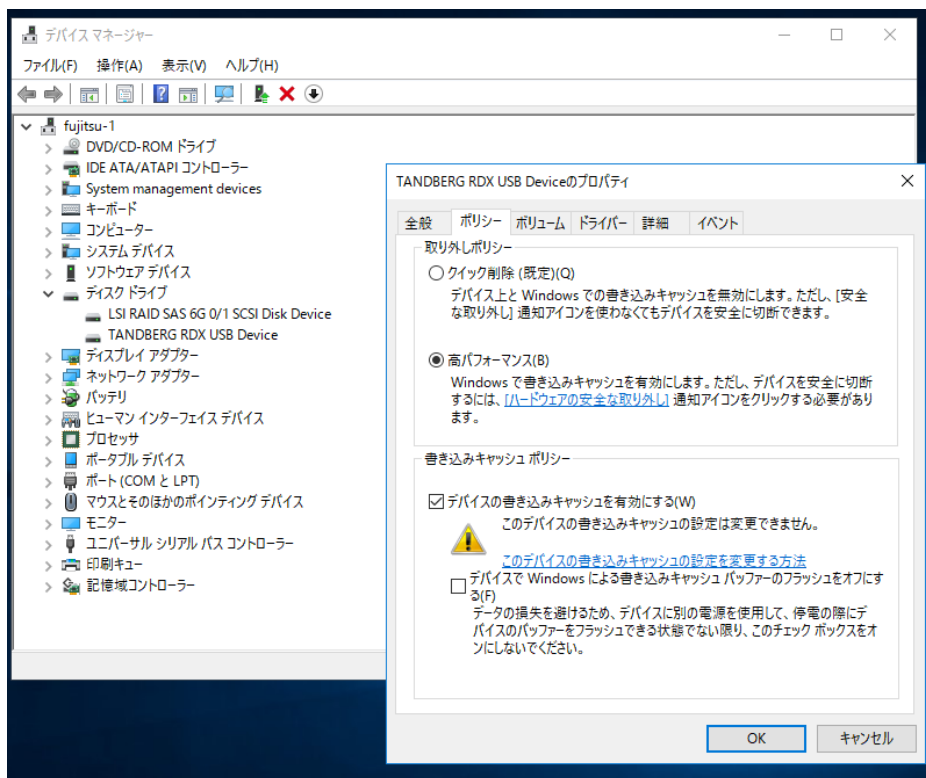 デバイス マネージャー
ファイル(F) 操作(A) 表示(V) ヘルプ(H)
fujitsu-1
DVD/CD-ROM ドライブ
IDE ATA/ATAPI コントローラー
System management devices
キーボード
コンピューター
システム デバイス
ソフトウェア デバイス
ディスク ドライブ
LSI RAID SAS 6G 0/1 SCSI Disk Device
TANDBERG RDX USB Device
ディスプレイ アダプター
ネットワーク アダプター
バッテリ
ヒューマン インターフェイス デバイス
プロセッサ
ポータブル デバイス
ポート (COM と LPT)
マウスとそのほかのポインティング デバイス
モニター
ユニバーサル シリアル バス コントローラー
印刷キュー
記憶域コントローラー
TANDBERG RDX USB Deviceのプロパティ
全般 ポリシー ボリューム ドライバー 詳細 イベント
取り外しポリシー
クイック削除 (既定)(Q)
デバイス上と Windows での書き込みキャッシュを無効にします。ただし、[安全
な取り外し] 通知アイコンを使わなくてもデバイスを安全に切断できます。
高パフォーマンス(B)
Windows で書き込みキャッシュを有効にします。ただし、デバイスを安全に切断
するには、[ハードウェアの安全な取り外し] 通知アイコンをクリックする必要があり
ます。
書き込みキャッシュ ポリシー
デバイスの書き込みキャッシュを有効にする(W)
このデバイスの書き込みキャッシュの設定は変更できません。
このデバイスの書き込みキャッシュの設定を変更する方法
デバイスで Windows による書き込みキャッシュ バッファーのフラッシュをオフにす
る(F)
データの損失を避けるため、デバイスに別の電源を使用して、停電の際にデ
バイスのバッファーをフラッシュできる状態でない限り、このチェック ボックスをオ
ンにしないでください。
OK キャンセル